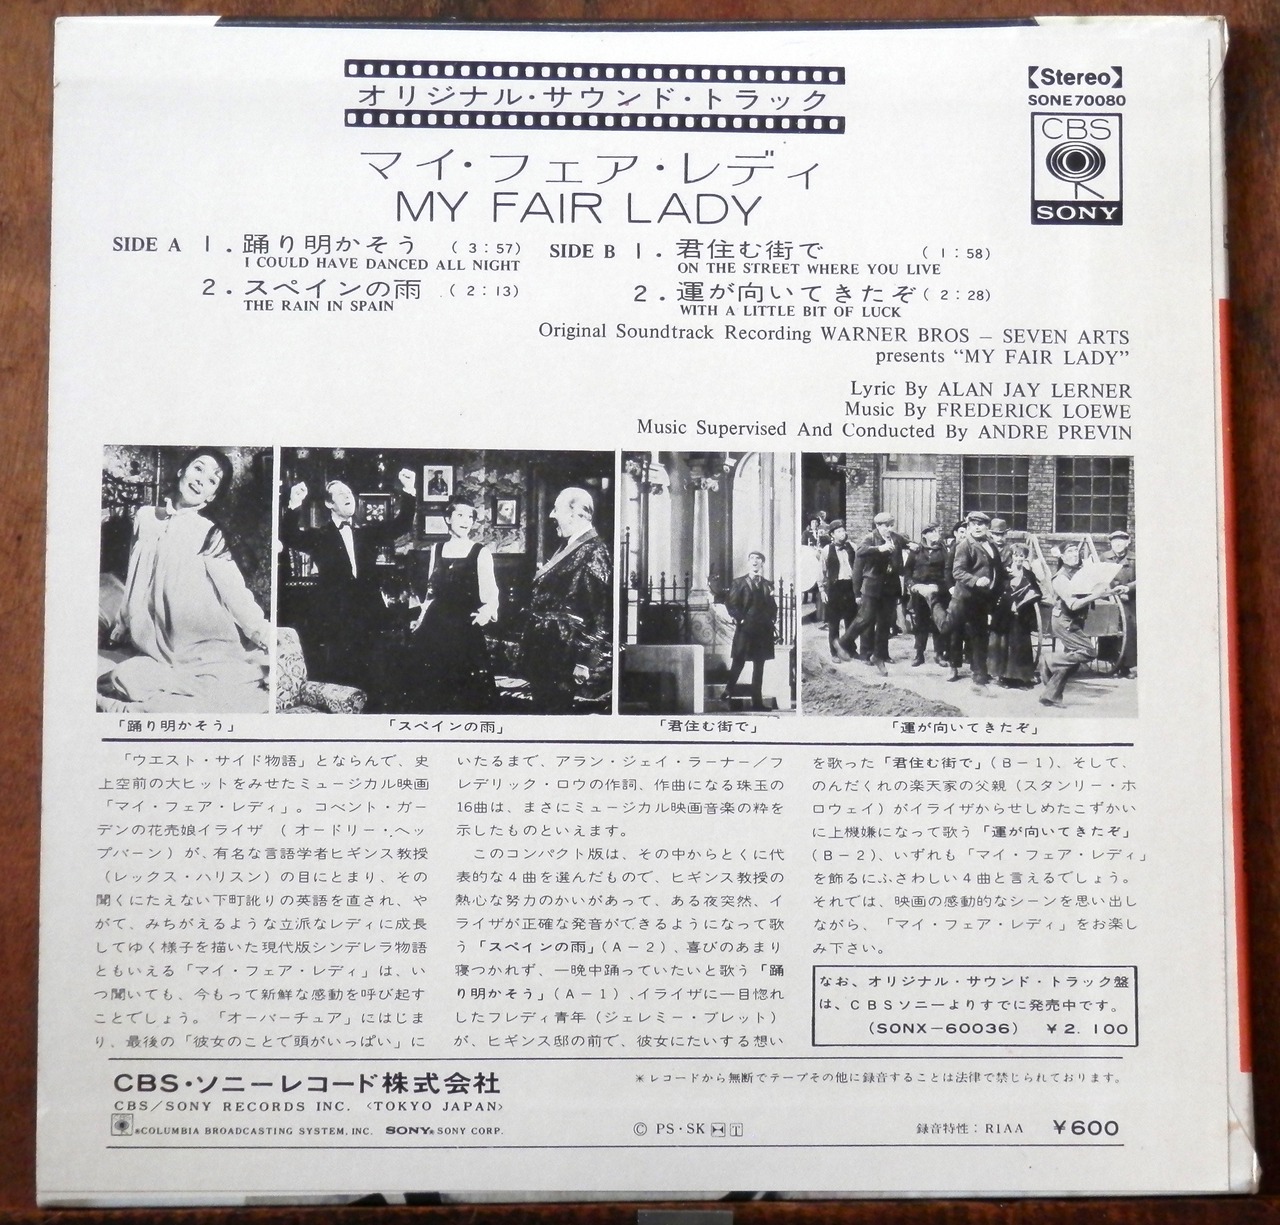 オリジナル・サウンド・トラック
【Stereo】
SONE70080
CBS
SONY
マイ・フェア・レディ
MY FAIR LADY
SIDE A 1. 踊り明かそう (3:57)
I COULD HAVE DANCED ALL NIGHT
2. スペインの雨 (2:13)
THE RAIN IN SPAIN
SIDE B 1. 君住む街で (1:58)
ON THE STREET WHERE YOU LIVE
2. 運が向いてきたぞ (2:28)
WITH A LITTLE BIT OF LUCK
Original Soundtrack Recording WARNER BROS – SEVEN ARTS
presents “MY FAIR LADY”
Lyric By ALAN JAY LERNER
Music By FREDERICK LOEWE
Music Supervised And Conducted By ANDRE PREVIN
「踊り明かそう」
「スペインの雨」
「君住む街で」
「運が向いてきたぞ」
「ウエスト・サイド物語」とならんで、史
上空前の大ヒットをみせたミュージカル映画
「マイ・フェア・レディ」。コベント・ガー
デンの花売娘イライザ (オードリー・ヘッ
プバーン) が、有名な言語学者ヒギンス教授
(レックス・ハリスン) の目にとまり、その
聞くにたえない下町訛りの英語を直され、や
がて、みちがえるような立派なレディに成長
してゆく様子を描いた現代版シンデレラ物語
ともいえる「マイ・フェア・レディ」は、い
つ聞いても、今もって新鮮な感動を呼び起す
ことでしょう。「オーバーチュア」にはじま
り、最後の「彼女のことで頭がいっぱい」に
いたるまで、アラン・ジェイ・ラーナー/フ
レデリック・ロウの作詞、作曲になる珠玉の
16曲は、まさにミュージカル映画音楽の粋を
示したものといえます。
このコンパクト版は、その中からとくに代
表的な4曲を選んだもので、ヒギンス教授の
熱心な努力のかいがあって、ある夜突然、イ
ライザが正確な発音ができるようになって歌
う「スペインの雨」(A-2)、喜びのあまり
寝つかれず、一晩中踊っていたいと歌う「踊
り明かそう」(A-1)、イライザに一目惚れ
したフレディ青年 (ジェレミー・ブレット)
が、ヒギンス邸の前で、彼女にたいする想い
を歌った「君住む街で」(B-1)、そして、
のんだくれの楽天家の父親 (スタンリー・ホ
ロウェイ) がイライザからせしめたこずかい
に上機嫌になって歌う「運が向いてきたぞ」
(B-2)、いずれも「マイ・フェア・レディ」
を飾るにふさわしい4曲と言えるでしょう。
それでは、映画の感動的なシーンを思い出し
ながら、「マイ・フェア・レディ」をお楽し
み下さい。
なお、オリジナル・サウンド・トラック盤
は、CBSソニーよりすでに発売中です。
(SONX-60036) ¥2.100
CBS・ソニーレコード株式会社
CBS/SONY RECORDS INC. <TOKYO JAPAN>
COLUMBIA BROADCASTING SYSTEM, INC. SONY SONY CORP.
*レコードから無断でテープその他に録音することは法律で禁じられております。
© PS・SK T
録音特性:RIAA ¥600